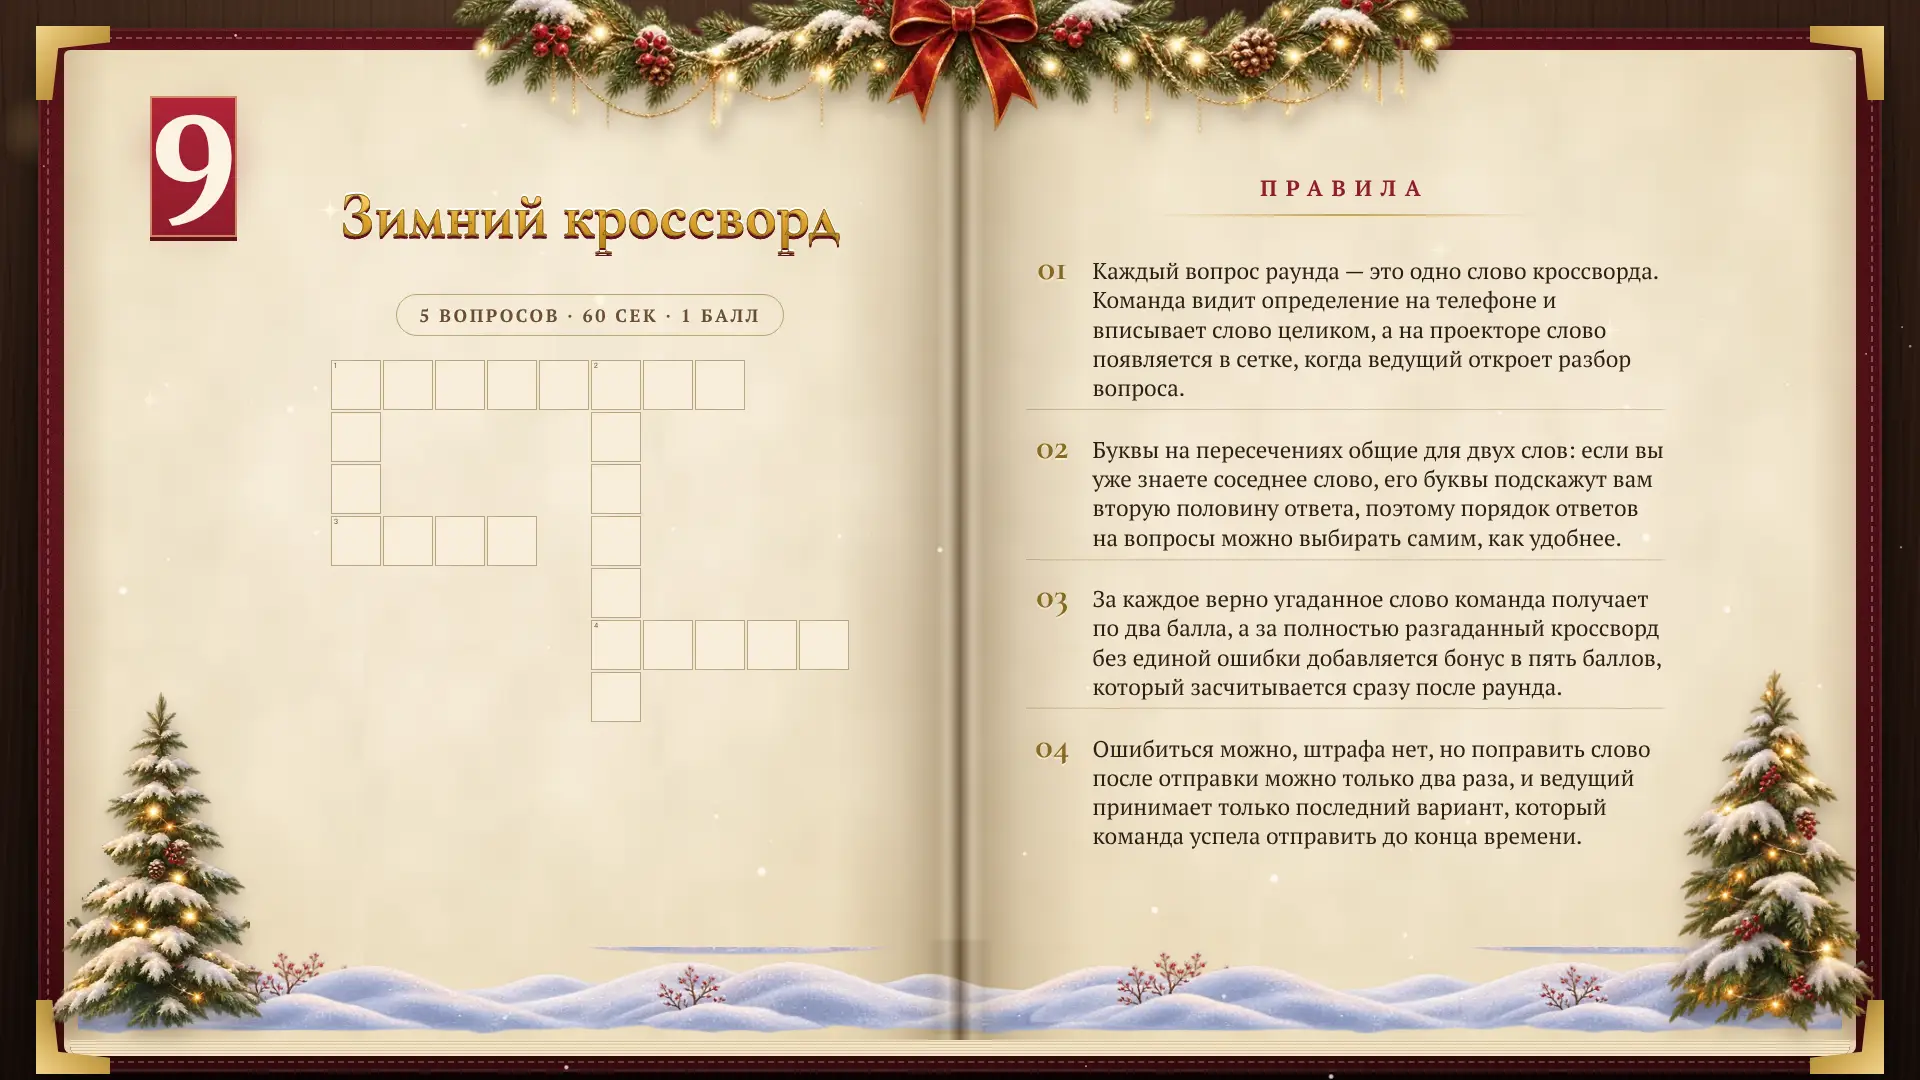 9
Зимний кроссворд
5 ВОПРОСОВ · 60 СЕК · 1 БАЛЛ
1
2
3
4
ПРАВИЛА
01 Каждый вопрос раунда — это одно слово кроссворда.
Команда видит определение на телефоне и
вписывает слово целиком, а на проекторе слово
появляется в сетке, когда ведущий откроет разбор
вопроса.
02 Буквы на пересечениях общие для двух слов: если вы
уже знаете соседнее слово, его буквы подскажут вам
вторую половину ответа, поэтому порядок ответов
на вопросы можно выбирать самим, как удобнее.
03 За каждое верно угаданное слово команда получает
по два балла, а за полностью разгаданный кроссворд
без единой ошибки добавляется бонус в пять баллов,
который засчитывается сразу после раунда.
04 Ошибиться можно, штрафа нет, но поправить слово
после отправки можно только два раза, и ведущий
принимает только последний вариант, который
команда успела отправить до конца времени.